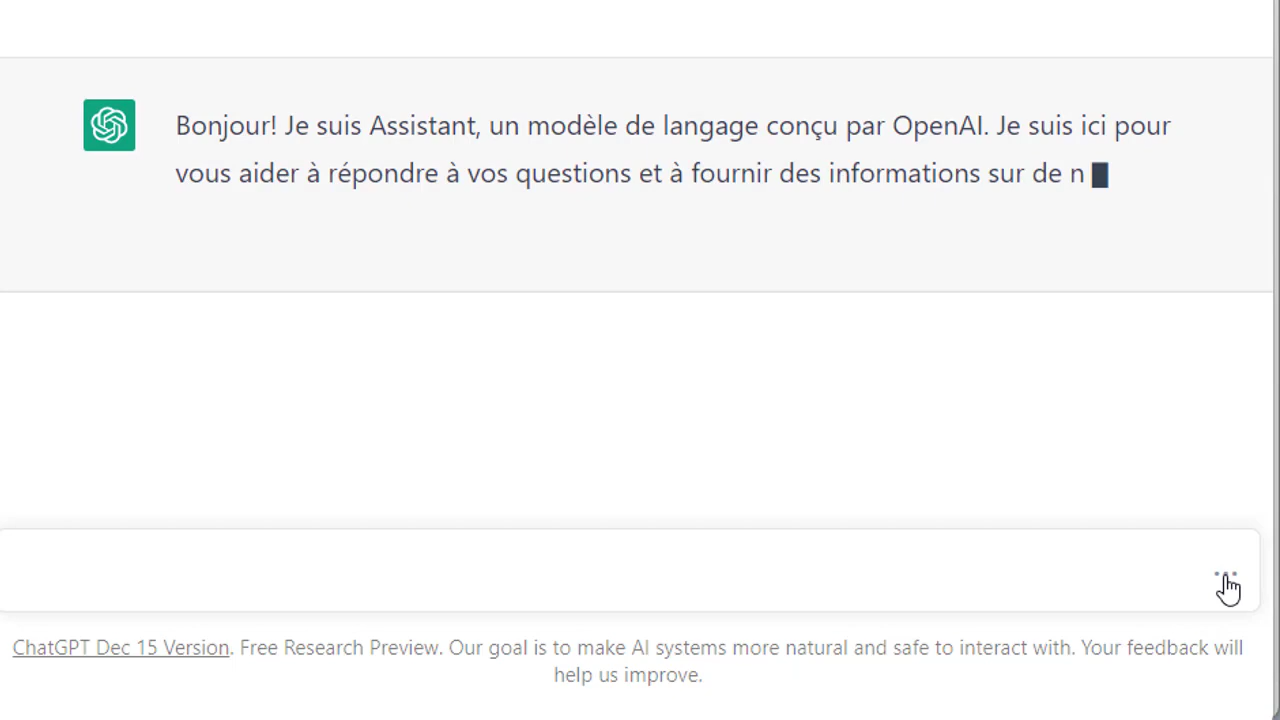 Bonjour! Je suis Assistant, un modèle de langage conçu par OpenAI. Je suis ici pour
vous aider à répondre à vos questions et à fournir des informations sur de n
ChatGPT Dec 15 Version. Free Research Preview. Our goal is to make AI systems more natural and safe to interact with. Your feedback will
help us improve.